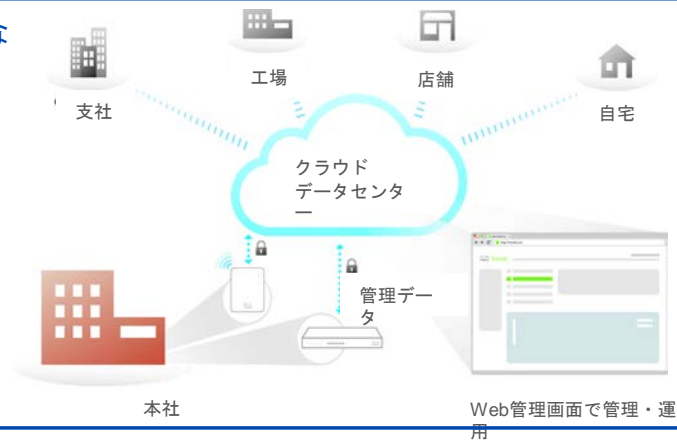 な
工場
店舗
支社
自宅
クラウド
データセンタ
ー
管理デー
タ
本社
Web管理画面で管理・運
用